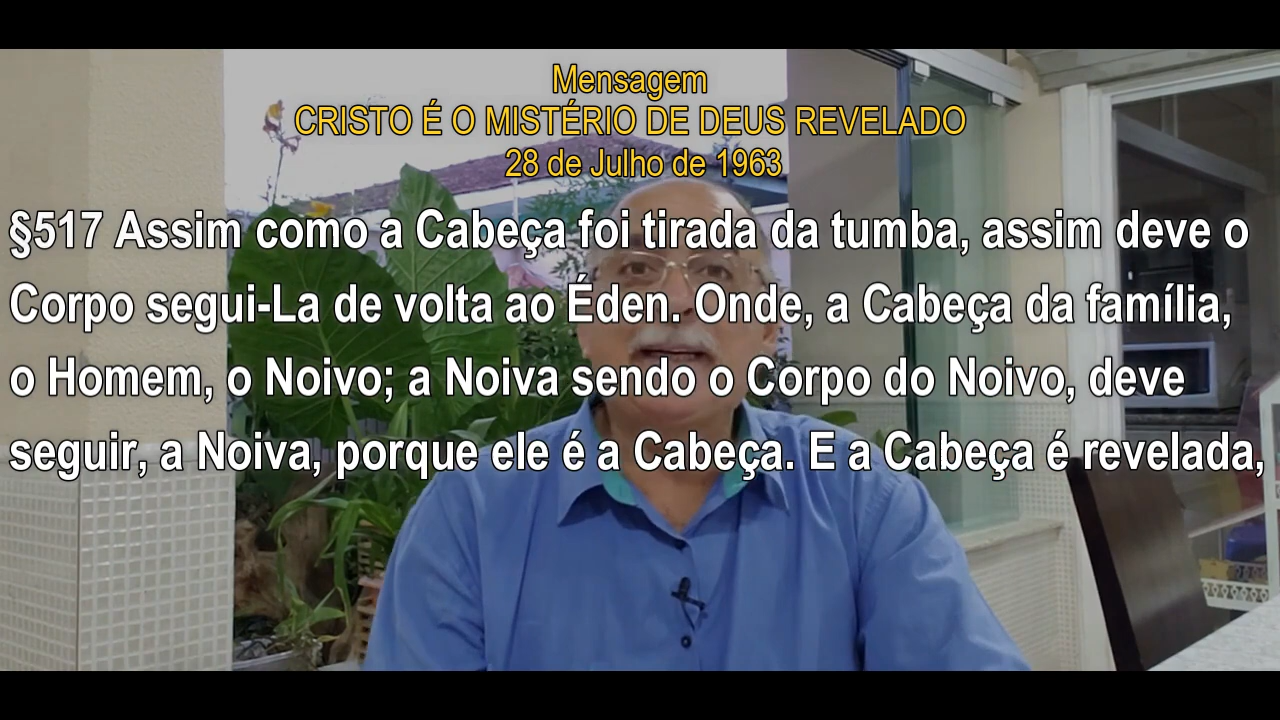 Mensagem
CRISTO É O MISTÉRIO DE DEUS REVELADO
28 de Julho de 1963
§517 Assim como a Cabeça foi tirada da tumba, assim deve o
Corpo segui-La de volta ao Éden. Onde, a Cabeça da família,
o Homem, o Noivo; a Noiva sendo o Corpo do Noivo, deve
seguir, a Noiva, porque ele é a Cabeça. E a Cabeça é revelada,